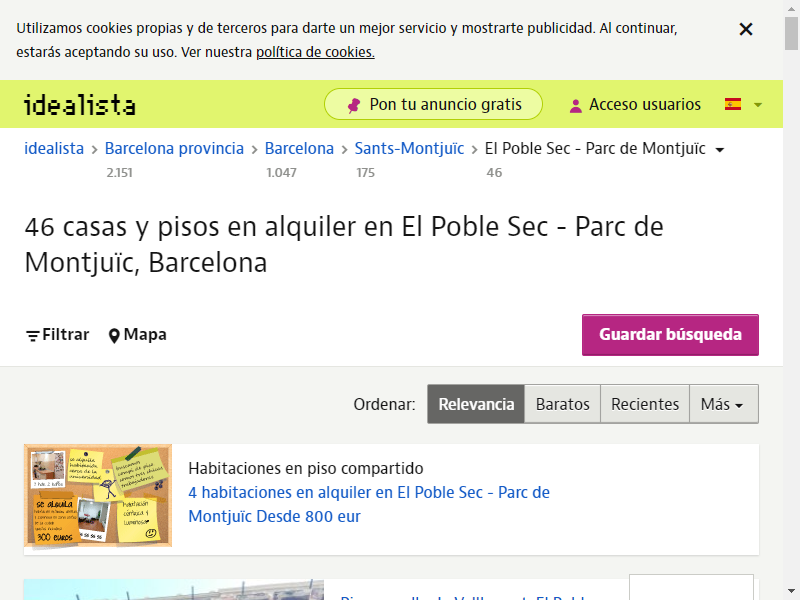 Utilizamos cookies propias y de terceros para darte un mejor servicio y mostrarte publicidad. Al continuar,
estarás aceptando su uso. Ver nuestra política de cookies.
idealista
Pon tu anuncio gratis
Acceso usuarios
idealista > Barcelona provincia > Barcelona > Sants-Montjuïc > El Poble Sec - Parc de Montjuïc
2.151 1.047 175 46
46 casas y pisos en alquiler en El Poble Sec - Parc de
Montjuïc, Barcelona
Filtrar Mapa
Guardar búsqueda
Ordenar: Relevancia Baratos Recientes Más
se alquila
300 EUROS
Habitaciones en piso compartido
4 habitaciones en alquiler en El Poble Sec - Parc de
Montjuïc Desde 800 eur